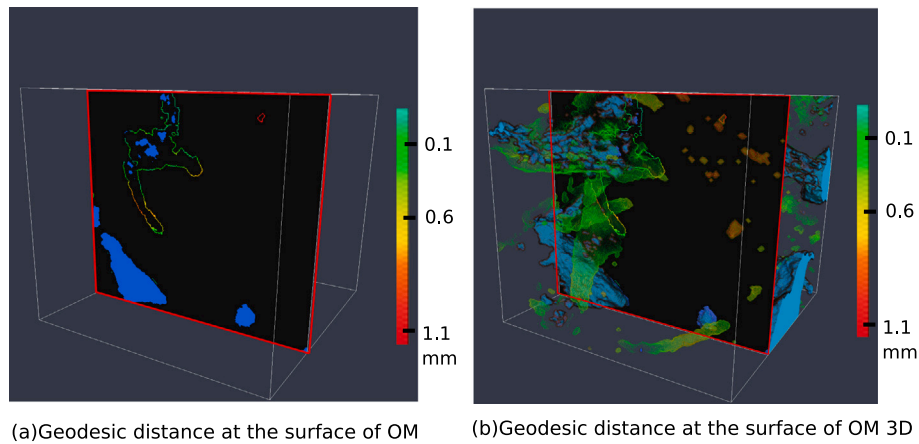 0.1
0.6
1.1
mm
0.1
0.6
1.1
mm
(a)Geodesic distance at the surface of OM
(b)Geodesic distance at the surface of OM 3D